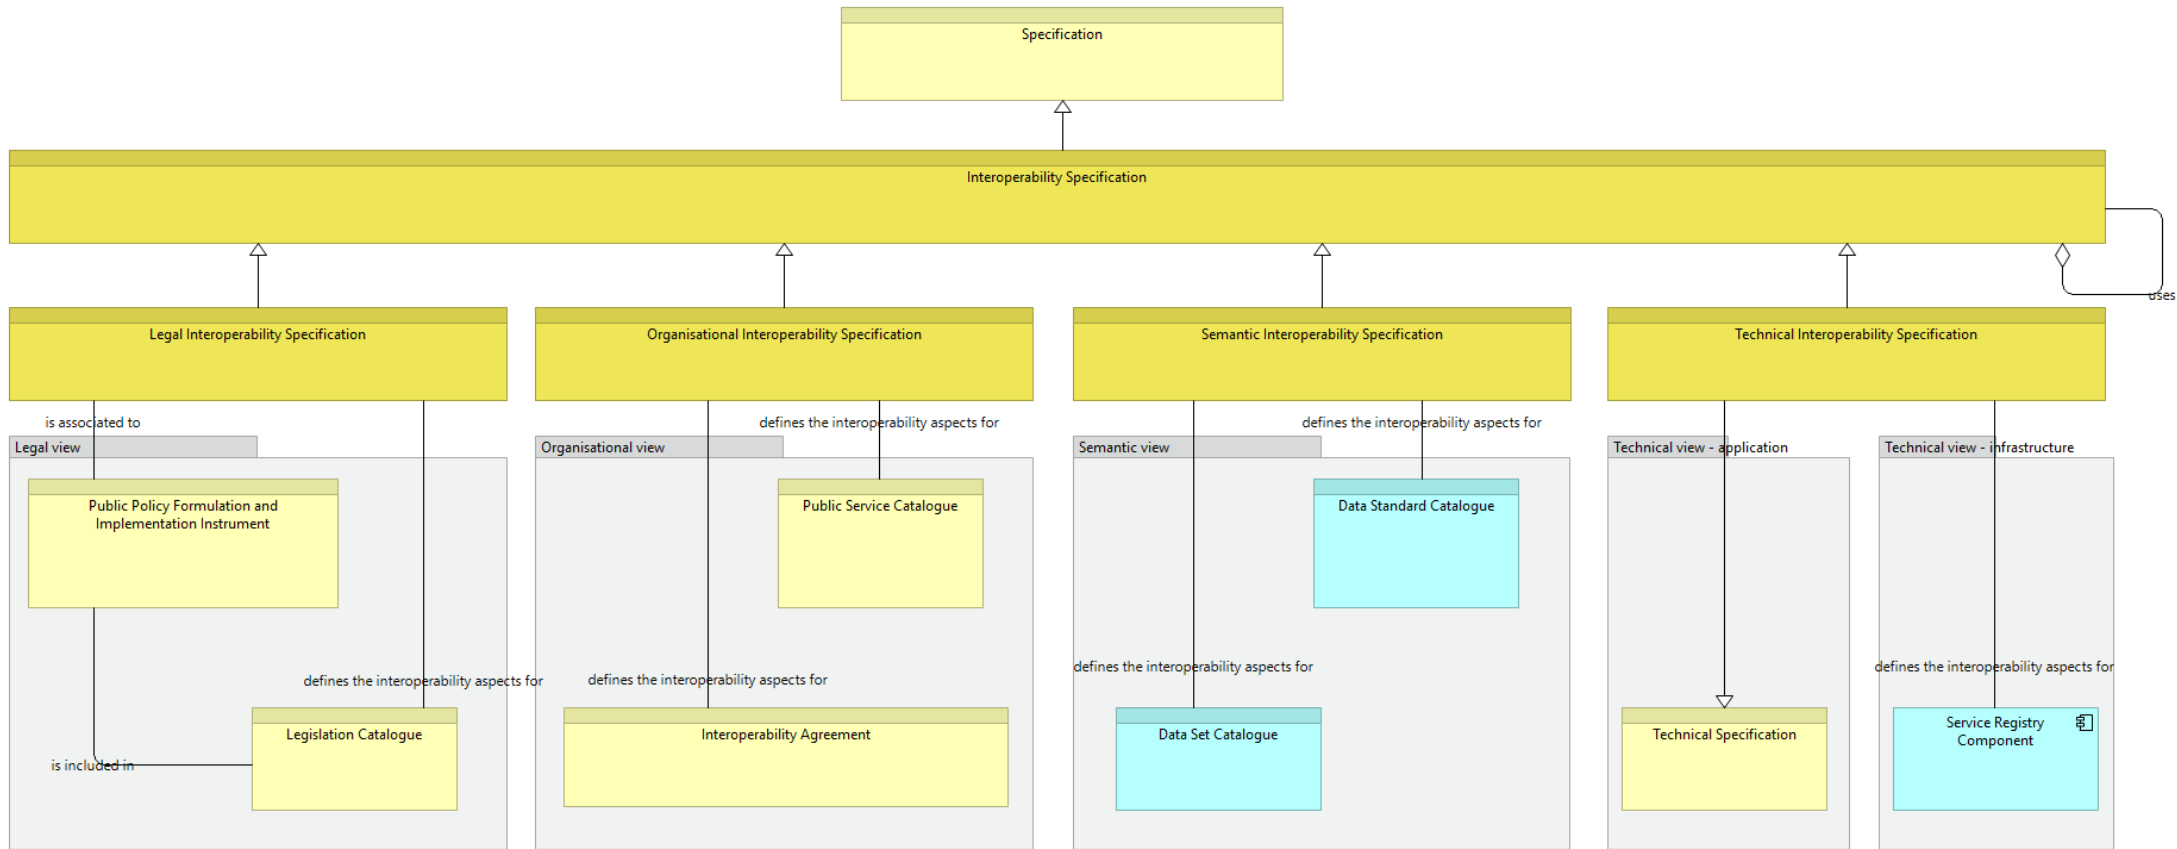 Specification
Interoperability Specification
uses
Legal Interoperability Specification
Organisational Interoperability Specification
Semantic Interoperability Specification
Technical Interoperability Specification
is associated to
defines the interoperability aspects for
defines the interoperability aspects for
Legal view
Organisational view
Semantic view
Technical view - application
Technical view - infrastructure
Public Policy Formulation and
Implementation Instrument
Public Service Catalogue
Data Standard Catalogue
defines the interoperability aspects for
defines the interoperability aspects for
defines the interoperability aspects for
defines the interoperability aspects for
Legislation Catalogue
Interoperability Agreement
Data Set Catalogue
Technical Specification
Service Registry
Component
is included in